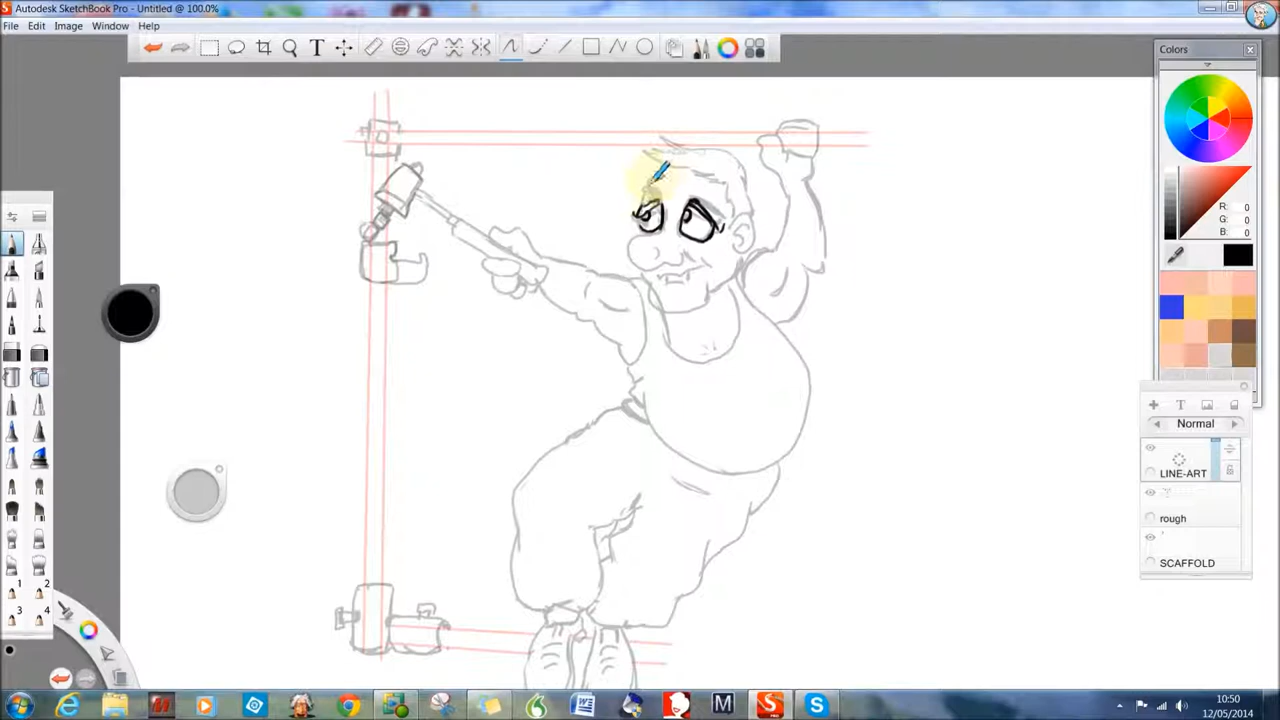 Autodesk SketchBook Pro - Untitled @ 100.0%
File Edit Image Window Help
T
Colors
R: 0
G: 0
B: 0
T
Normal
LINE-ART
rough
SCAFFOLD
1 2
3 4
W
M
S
10:50
12/05/2014